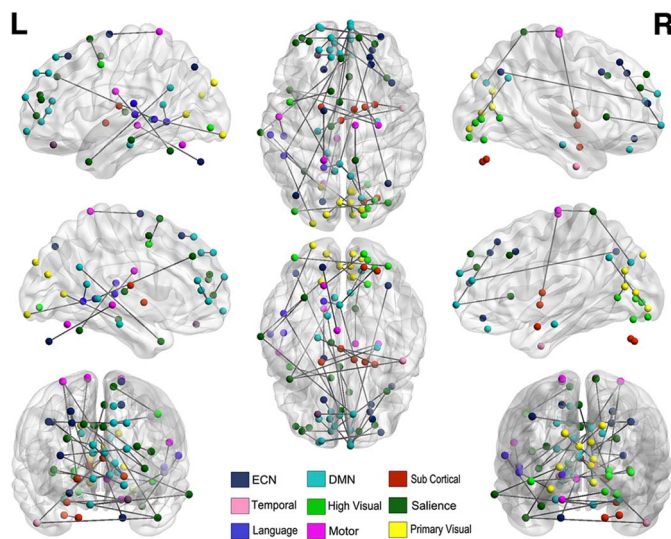 L R
ECN DMN Sub Cortical
Temporal High Visual Salience
Language Motor Primary Visual